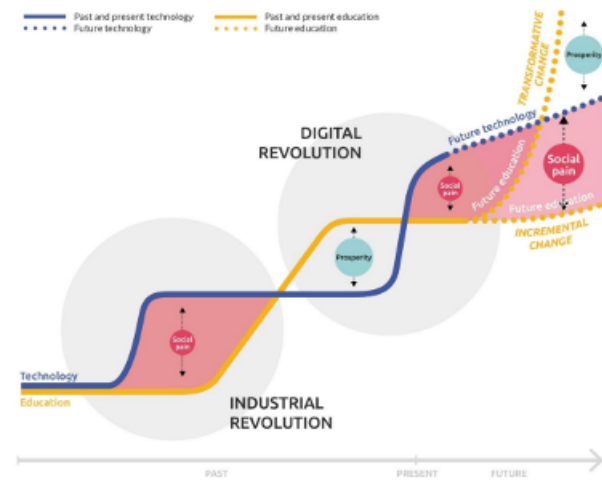 Past and present technology
Future technology
Past and present education
Future education
TRANSFORMATIVE
CHANGE
Prosperity
Future technology
DIGITAL
REVOLUTION
Social
pain
Future education
Social
pain
Future education
INCREMENTAL
CHANGE
Prosperity
Social
pain
Technology
Education
INDUSTRIAL
REVOLUTION
PAST
PRESENT
FUTURE